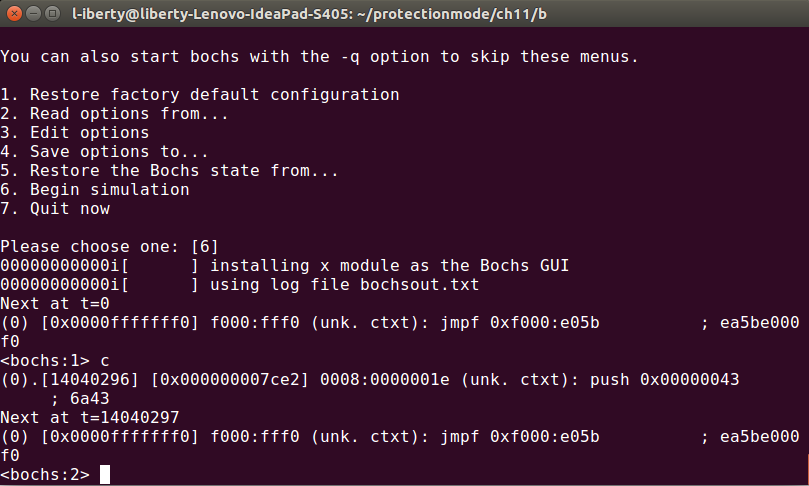 l-iberty@liberty-Lenovo-IdeaPad-S405: ~/protectionmode/ch11/b
You can also start bochs with the -q option to skip these menus.
1. Restore factory default configuration
2. Read options from...
3. Edit options
4. Save options to...
5. Restore the Bochs state from...
6. Begin simulation
7. Quit now
Please choose one: [6]
00000000000i[      ] installing x module as the Bochs GUI
00000000000i[      ] using log file bochsout.txt
Next at t=0
(0) [0x0000fffffff0] f000:fff0 (unk. ctxt): jmpf 0xf000:e05b          ; ea5be000
f0
<bochs:1> c
(0).[14040296] [0x000000007ce2] 0008:0000001e (unk. ctxt): push 0x00000043
     ; 6a43
Next at t=14040297
(0) [0x0000fffffff0] f000:fff0 (unk. ctxt): jmpf 0xf000:e05b          ; ea5be000
f0
<bochs:2>